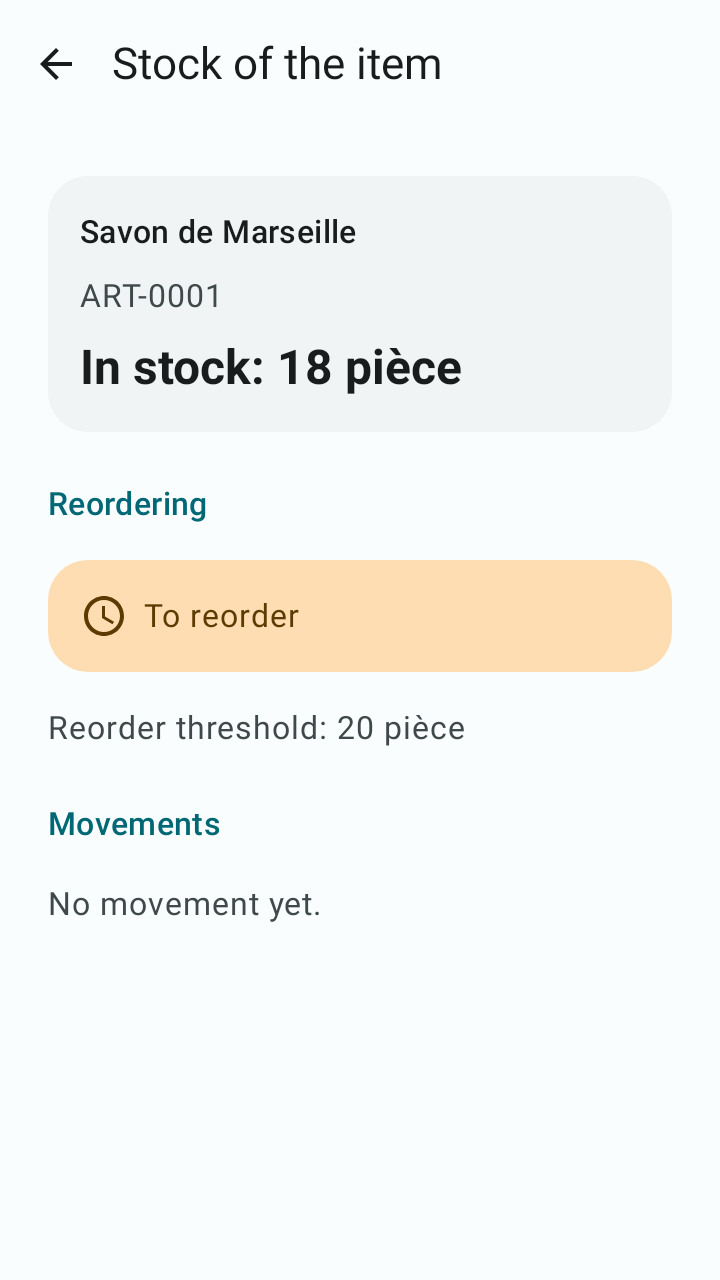 Stock of the item
Savon de Marseille
ART-0001
In stock: 18 pièce
Reordering
To reorder
Reorder threshold: 20 pièce
Movements
No movement yet.